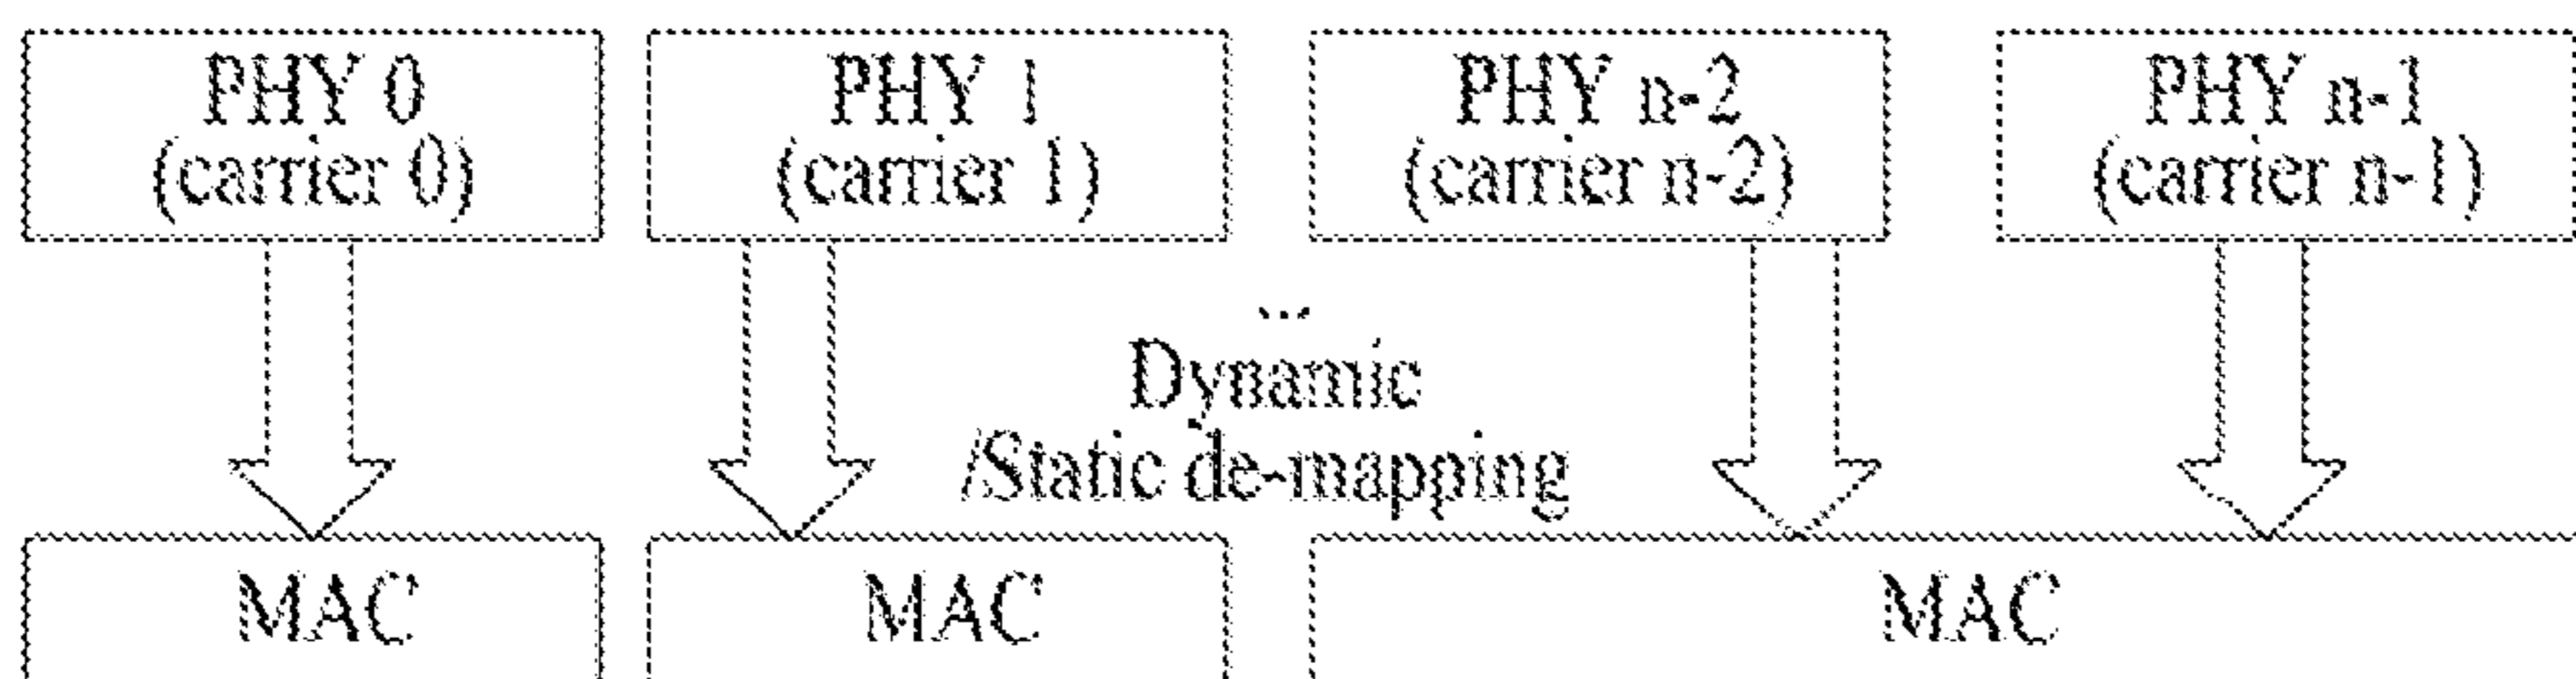 PHY 0
(carrier 0)
PHY 1
(carrier 1)
PHY n-2
(carrier n-2)
PHY n-1
(carrier n-1)
...
Dynamic
/Static de-mapping
MAC
MAC
MAC